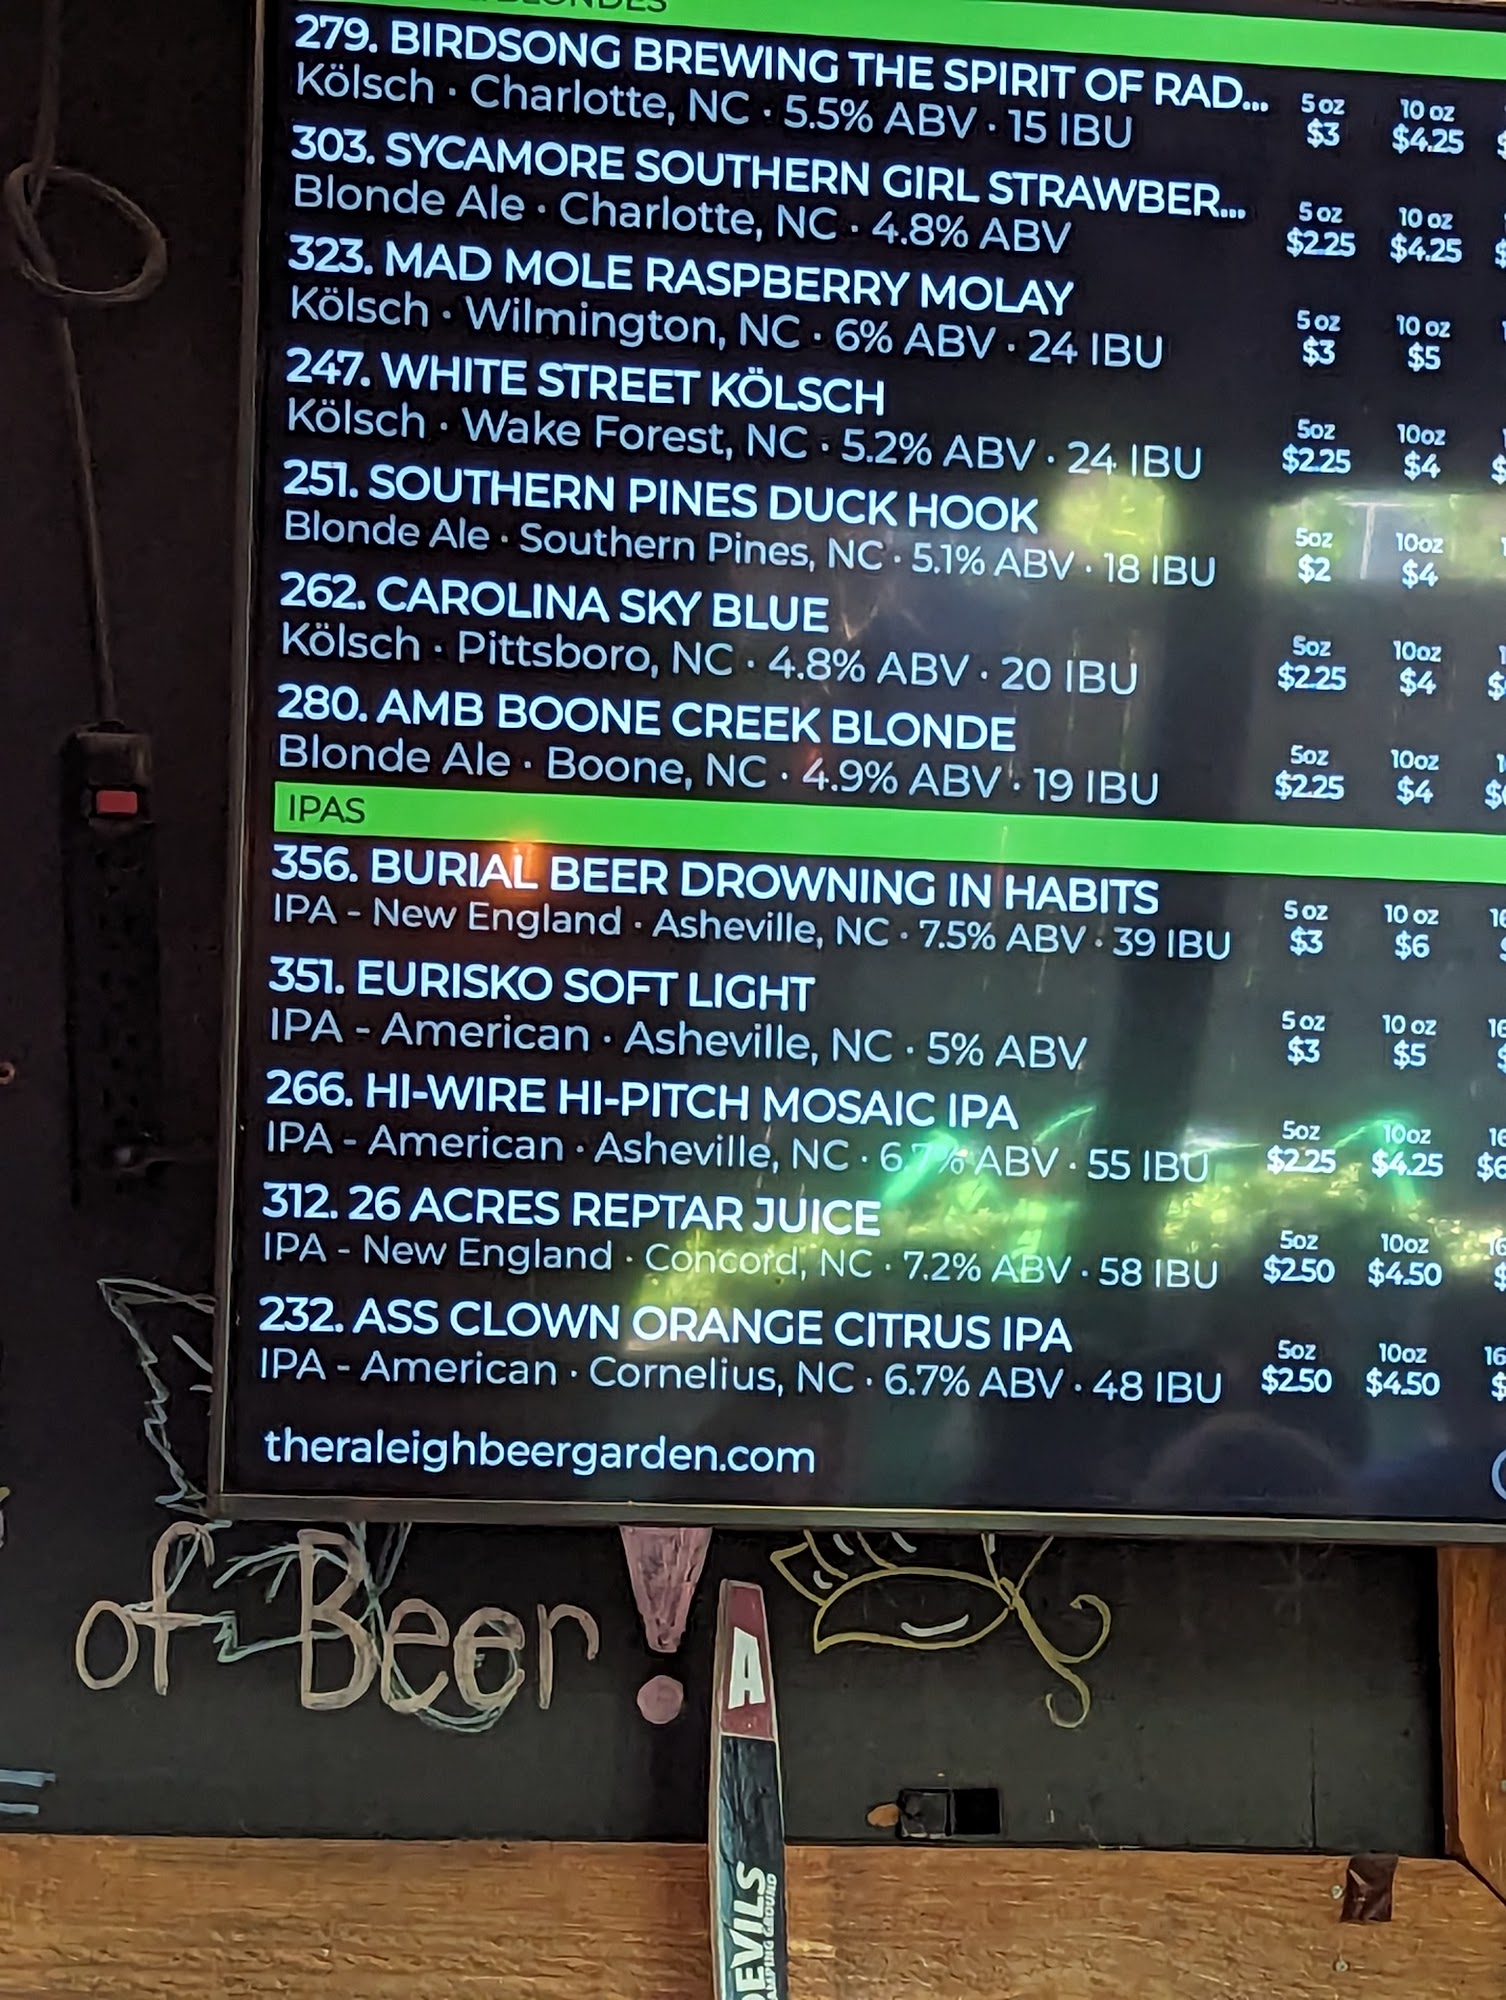 BLONDES
279. BIRDSONG BREWING THE SPIRIT OF RAD... 5 oz 10 oz
Kölsch · Charlotte, NC · 5.5% ABV · 15 IBU $3 $4.25
303. SYCAMORE SOUTHERN GIRL STRAWBER... 5 oz 10 oz
Blonde Ale · Charlotte, NC · 4.8% ABV $2.25 $4.25
323. MAD MOLE RASPBERRY MOLAY 5 oz 10 oz
Kölsch · Wilmington, NC · 6% ABV · 24 IBU $3 $5
247. WHITE STREET KÖLSCH 5oz 10oz
Kölsch · Wake Forest, NC · 5.2% ABV · 24 IBU $2.25 $4
251. SOUTHERN PINES DUCK HOOK 5oz 10oz
Blonde Ale · Southern Pines, NC · 5.1% ABV · 18 IBU $2 $4
262. CAROLINA SKY BLUE 5oz 10oz
Kölsch · Pittsboro, NC · 4.8% ABV · 20 IBU $2.25 $4
280. AMB BOONE CREEK BLONDE 5oz 10oz
Blonde Ale · Boone, NC · 4.9% ABV · 19 IBU $2.25 $4
IPAS
356. BURIAL BEER DROWNING IN HABITS 5 oz 10 oz 16
IPA - New England · Asheville, NC · 7.5% ABV · 39 IBU $3 $6
351. EURISKO SOFT LIGHT 5 oz 10 oz 16
IPA - American · Asheville, NC · 5% ABV $3 $5
266. HI-WIRE HI-PITCH MOSAIC IPA 5oz 10oz 16
IPA - American · Asheville, NC · 6.7% ABV · 55 IBU $2.25 $4.25 $6
312. 26 ACRES REPTAR JUICE 5oz 10oz 16
IPA - New England · Concord, NC · 7.2% ABV · 58 IBU $2.50 $4.50
232. ASS CLOWN ORANGE CITRUS IPA 5oz 10oz 16
IPA - American · Cornelius, NC · 6.7% ABV · 48 IBU $2.50 $4.50
theraleighbeergarden.com
of Beer!
A
DEVILS